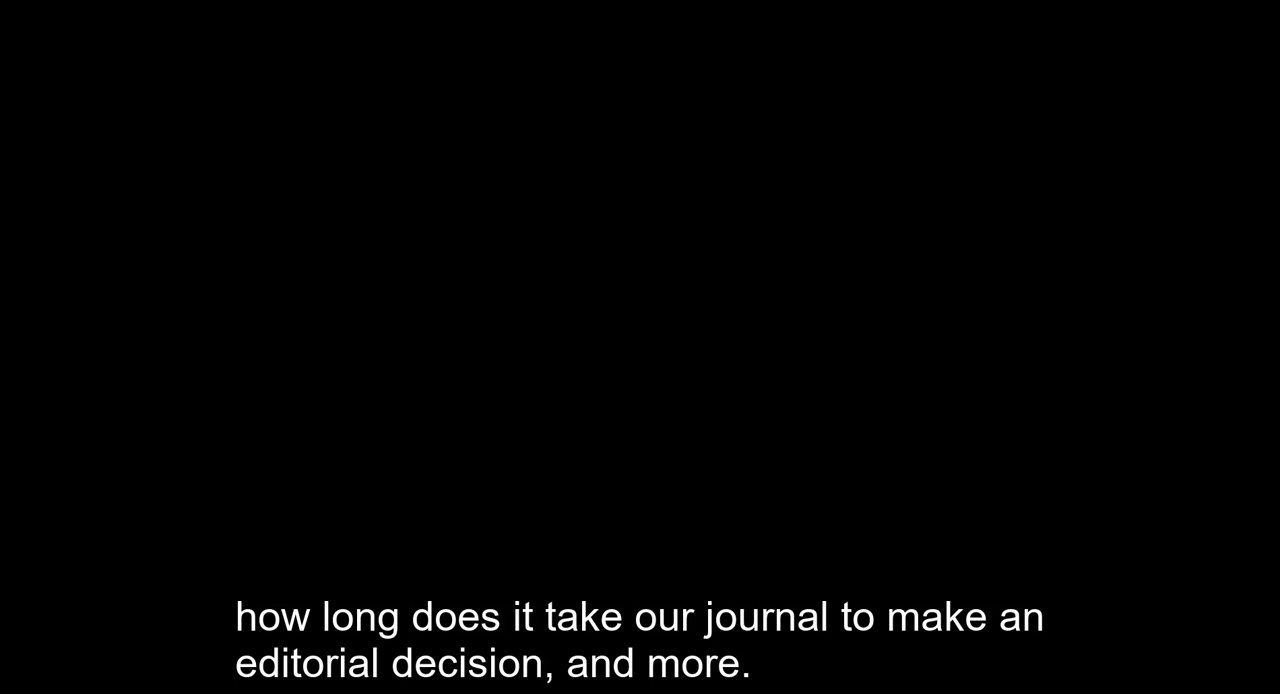 how long does it take our journal to make an
editorial decision, and more.